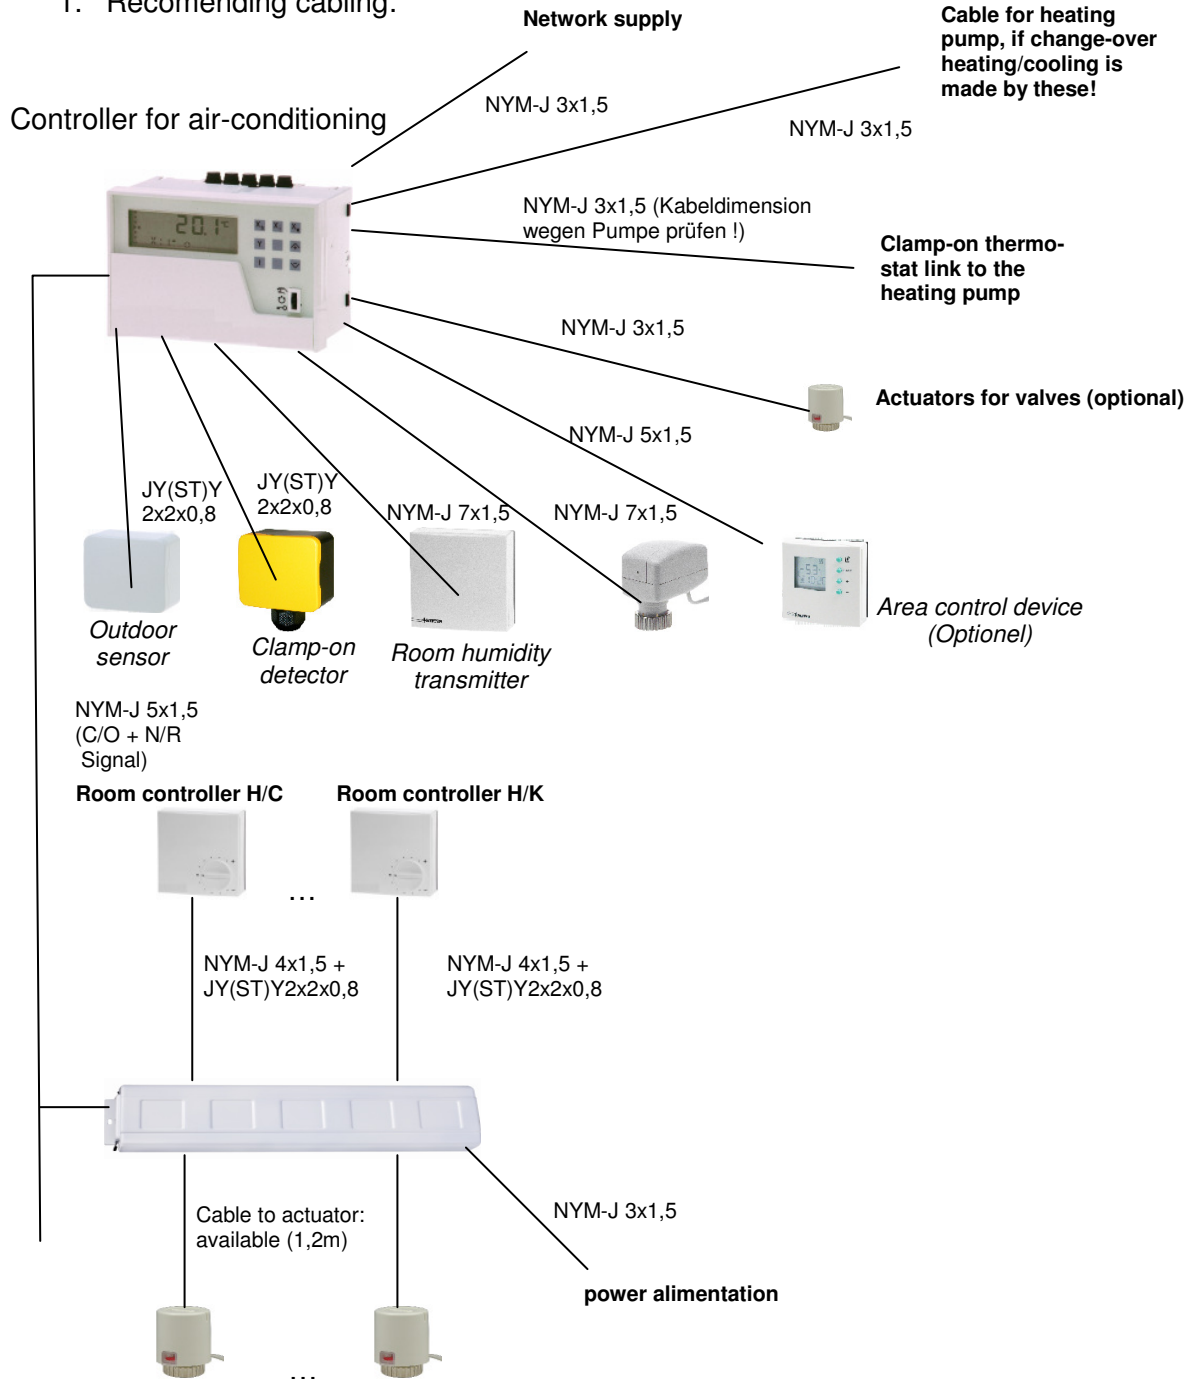 1. Recomending cabling:
Network supply
Cable for heating
pump, if change-over
heating/cooling is
made by these!
NYM-J 3x1,5
NYM-J 3x1,5
Controller for air-conditioning
20.1°C
NYM-J 3x1,5 (Kabeldimension
wegen Pumpe prüfen !)
Clamp-on thermo-
stat link to the
heating pump
NYM-J 3x1,5
Actuators for valves (optional)
NYM-J 5x1,5
JY(ST)Y
2x2x0,8
JY(ST)Y
2x2x0,8
NYM-J 7x1,5
NYM-J 7x1,5
Outdoor
sensor
Clamp-on
detector
Room humidity
transmitter
Area control device
(Optionel)
NYM-J 5x1,5
(C/O + N/R
Signal)
Room controller H/C
Room controller H/K
...
NYM-J 4x1,5 +
JY(ST)Y2x2x0,8
NYM-J 4x1,5 +
JY(ST)Y2x2x0,8
Cable to actuator:
available (1,2m)
NYM-J 3x1,5
power alimentation
...